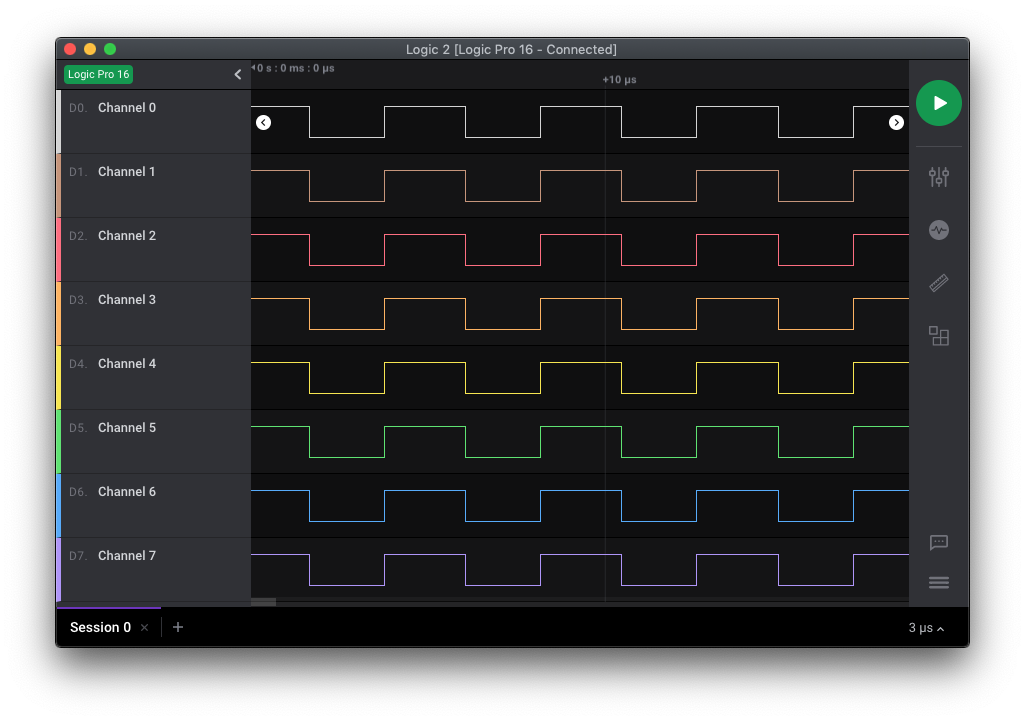 Logic 2 [Logic Pro 16 - Connected]
Logic Pro 16
0 s : 0 ms : 0 µs
+10 µs
D0. Channel 0
D1. Channel 1
D2. Channel 2
D3. Channel 3
D4. Channel 4
D5. Channel 5
D6. Channel 6
D7. Channel 7
Session 0
3 µs